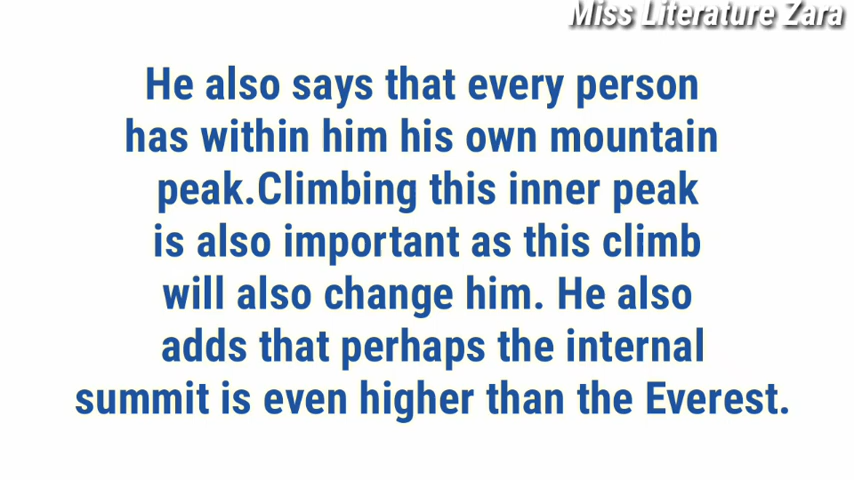 Miss Literature Zara
He also says that every person
has within him his own mountain
peak.Climbing this inner peak
is also important as this climb
will also change him. He also
adds that perhaps the internal
summit is even higher than the Everest.